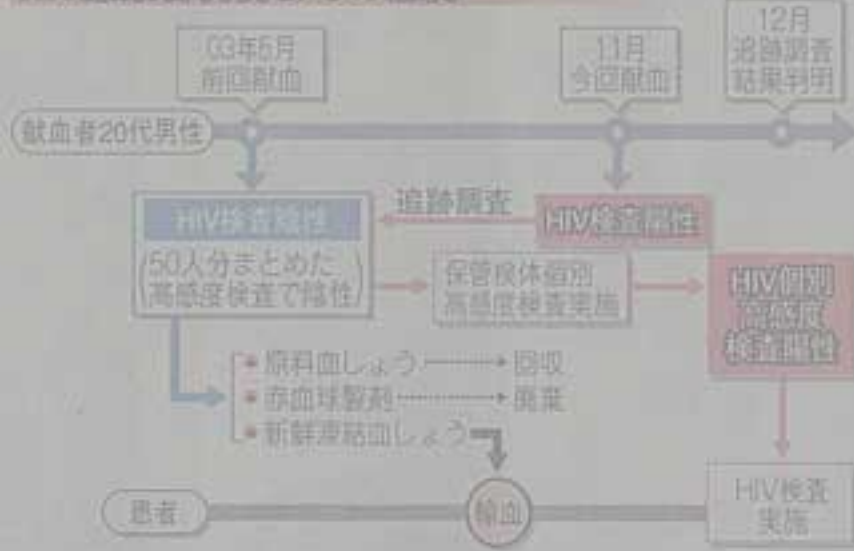 03年5月
前回献血
11月
今回献血
12月
追跡調査
結果判明
献血者20代男性
HIV検査陰性
(50人分まとめた
高感度検査で陰性)
追跡調査
HIV検査陽性
保管検体個別
高感度検査実施
HIV個別
高感度
検査陽性
• 原料血しょう
回収
• 赤血球製剤
廃棄
• 新鮮凍結血しょう
患者
輸血
HIV検査
実施